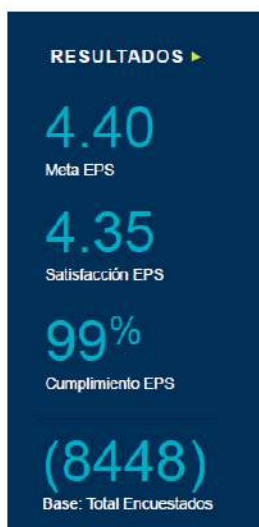 RESULTADOS ►
4.40
Meta EPS
4.35
Satisfacción EPS
99%
Cumplimiento EPS
(8448)
Base: Total Encuestados